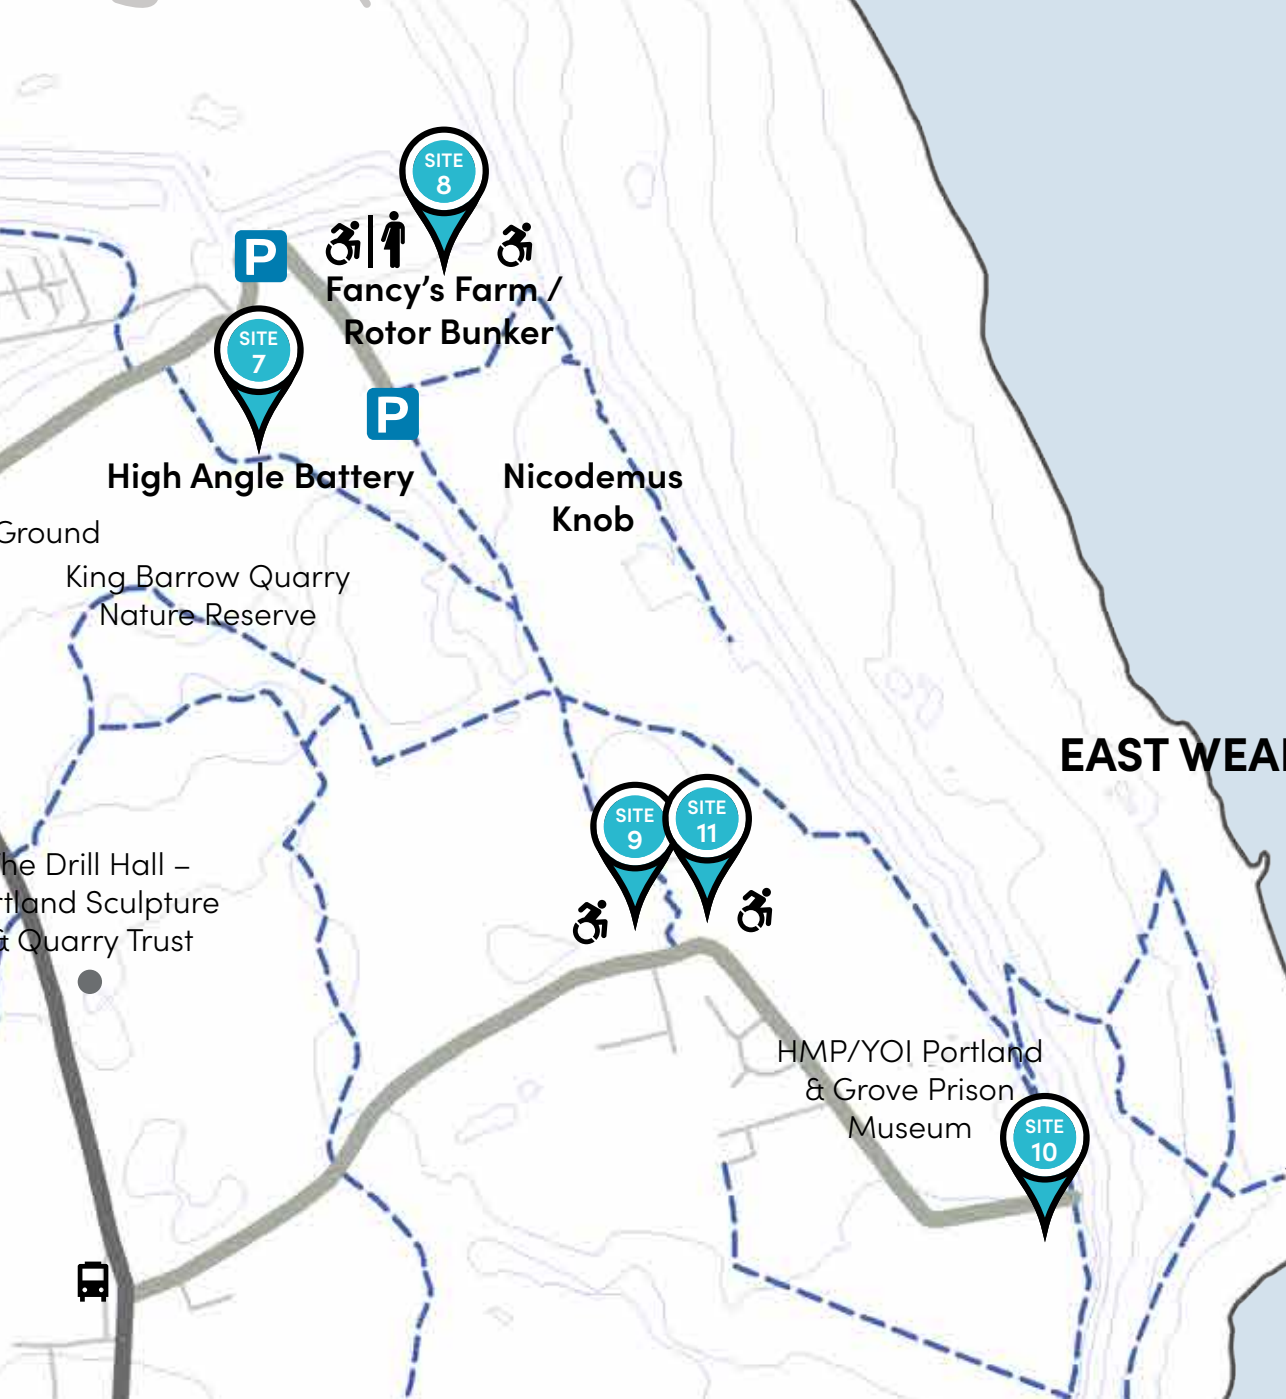 SITE
8
P
Fancy's Farm /
Rotor Bunker
SITE
7
P
High Angle Battery
Nicodemus
Knob
Ground
King Barrow Quarry
Nature Reserve
EAST WEA
SITE
9
SITE
11
he Drill Hall –
rtland Sculpture
& Quarry Trust
HMP/YOI Portland
& Grove Prison
Museum
SITE
10